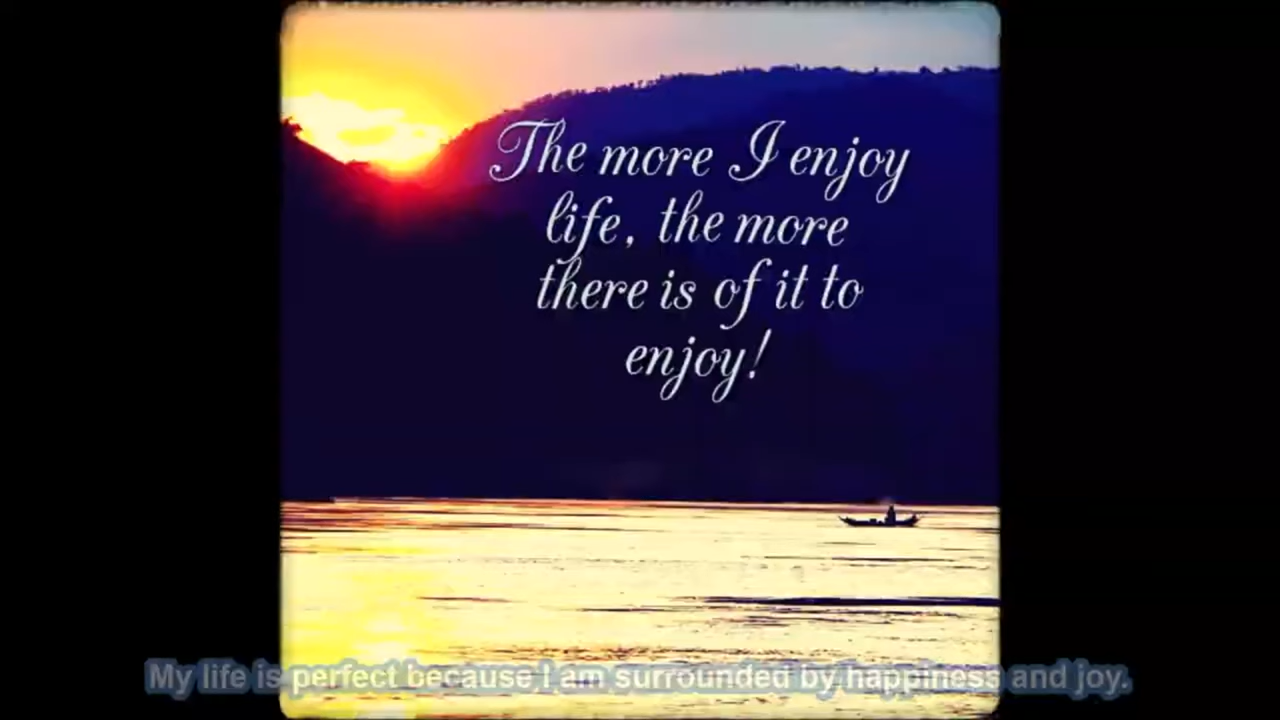 The more I enjoy
life, the more
there is of it to
enjoy!
My life is perfect because I am surrounded by happiness and joy.